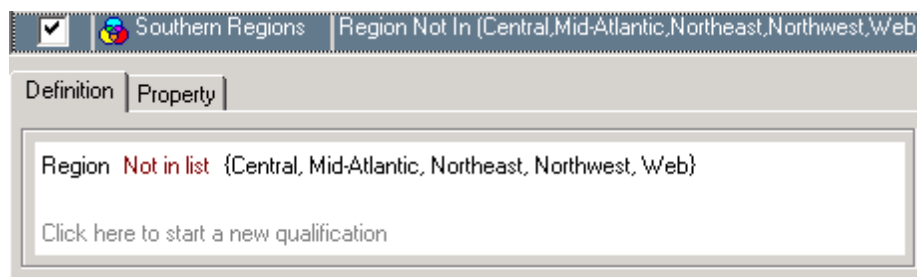 Southern Regions Region Not In (Central,Mid-Atlantic,Northeast,Northwest,Web
Definition Property
Region Not in list {Central, Mid-Atlantic, Northeast, Northwest, Web}
Click here to start a new qualification